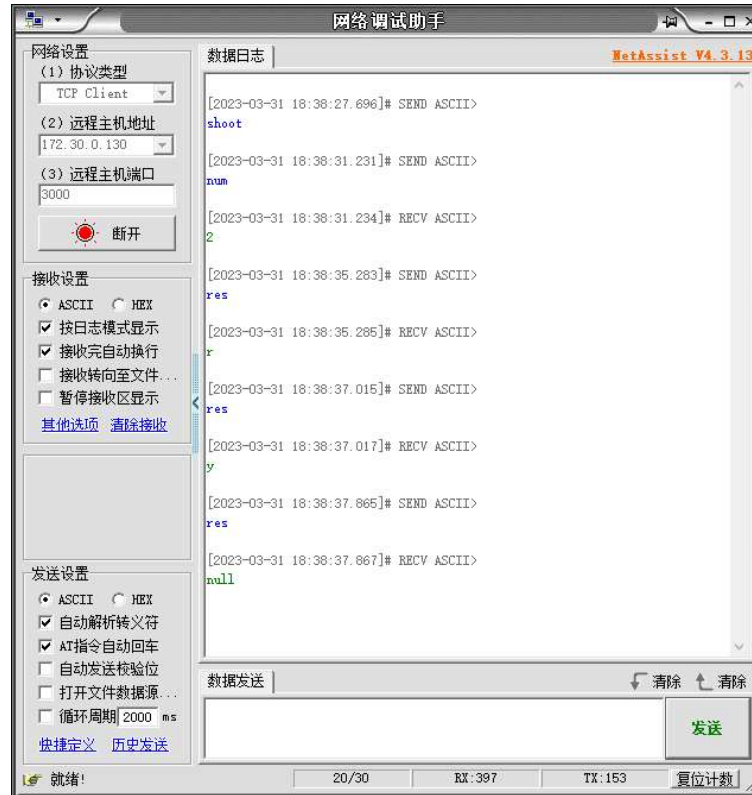 网络调试助手
网络设置
(1) 协议类型
TCP Client
(2) 远程主机地址
172.30.0.130
(3) 远程主机端口
3000
断开
接收设置
ASCII HEX
按日志模式显示
接收完自动换行
接收转向至文件...
暂停接收区显示
其他选项 清除接收
发送设置
ASCII HEX
自动解析转义符
AT指令自动回车
自动发送校验位
打开文件数据源...
循环周期 2000 ms
快捷定义 历史发送
数据日志 NetAssist V4.3.13
[2023-03-31 18:38:27.696]# SEND ASCII>
shoot
[2023-03-31 18:38:31.231]# SEND ASCII>
num
[2023-03-31 18:38:31.234]# RECV ASCII>
2
[2023-03-31 18:38:35.283]# SEND ASCII>
res
[2023-03-31 18:38:35.285]# RECV ASCII>
r
[2023-03-31 18:38:37.015]# SEND ASCII>
res
[2023-03-31 18:38:37.017]# RECV ASCII>
y
[2023-03-31 18:38:37.865]# SEND ASCII>
res
[2023-03-31 18:38:37.867]# RECV ASCII>
null
数据发送 清除 清除
发送
就绪! 20/30 RX:397 TX:153 复位计数